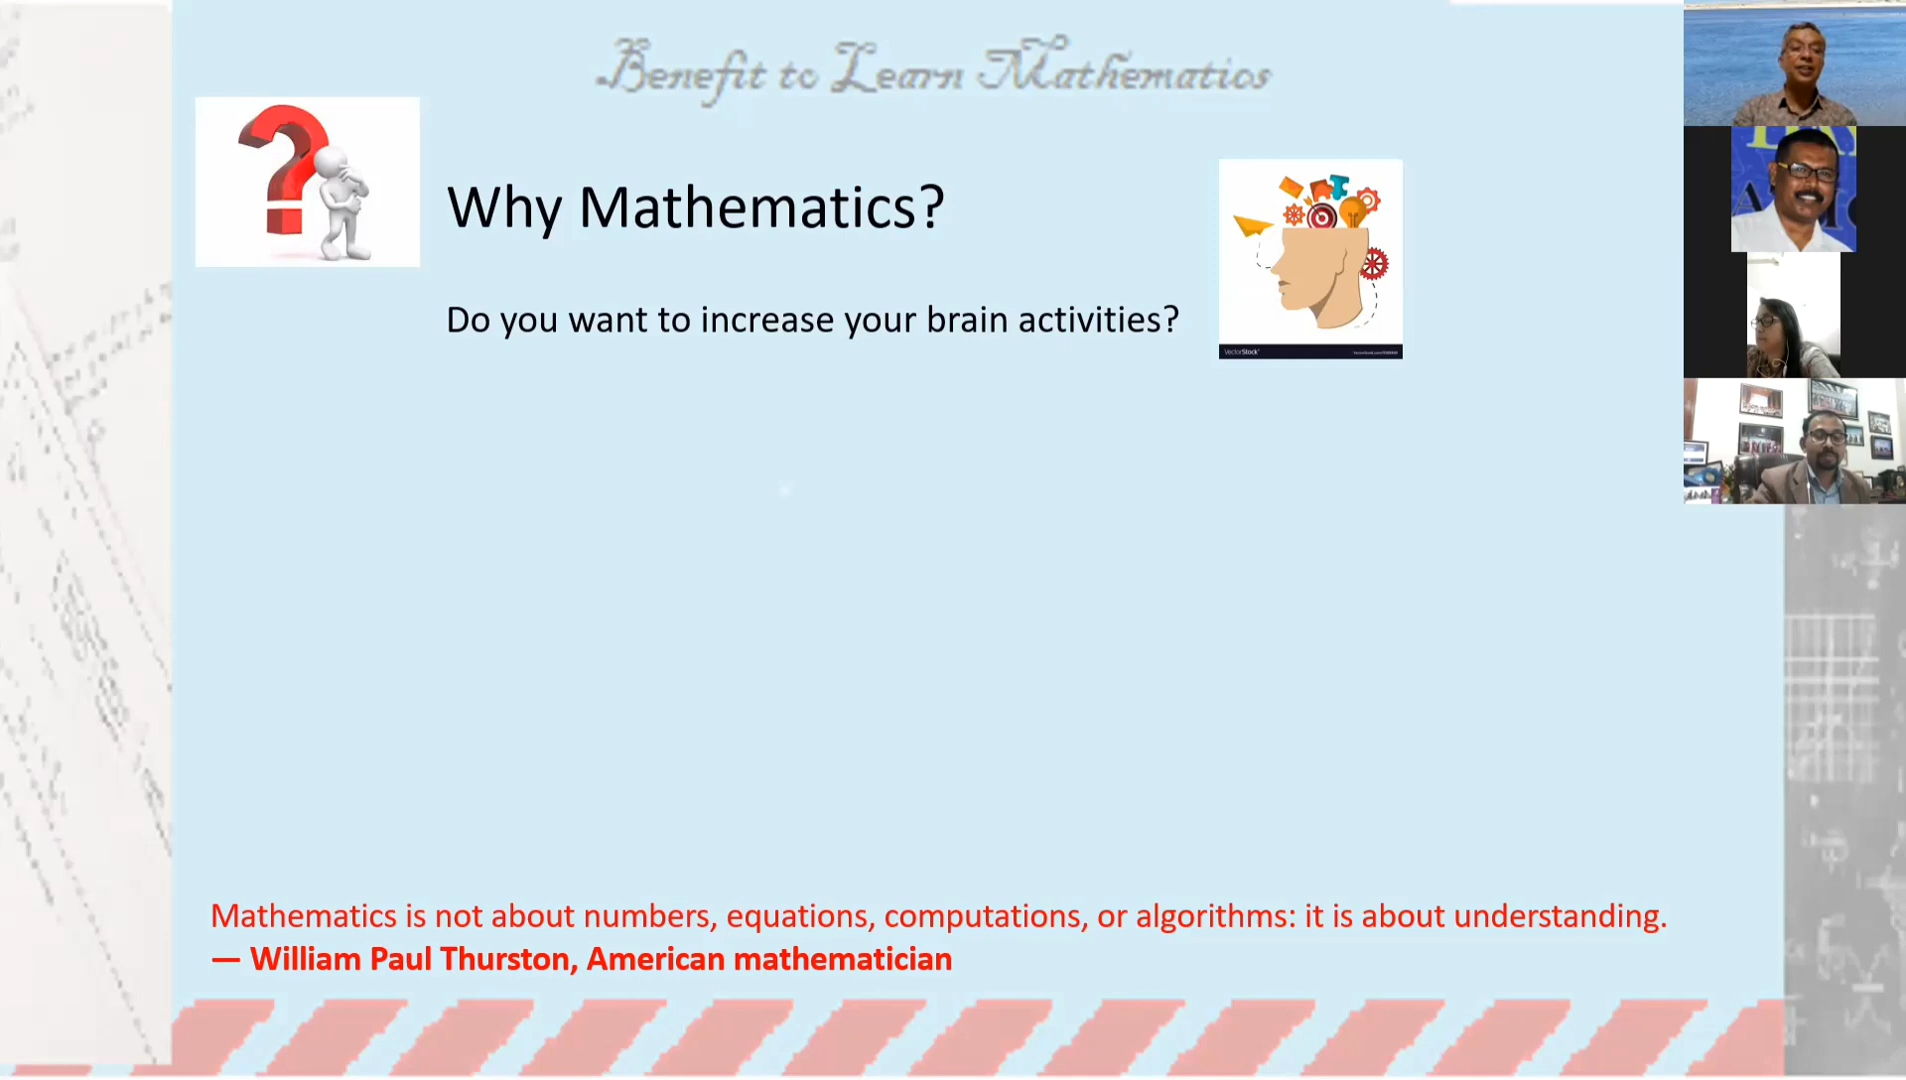 Benefit to Learn Mathematics
Why Mathematics?
Do you want to increase your brain activities?
VectorStock
Mathematics is not about numbers, equations, computations, or algorithms: it is about understanding.
— William Paul Thurston, American mathematician